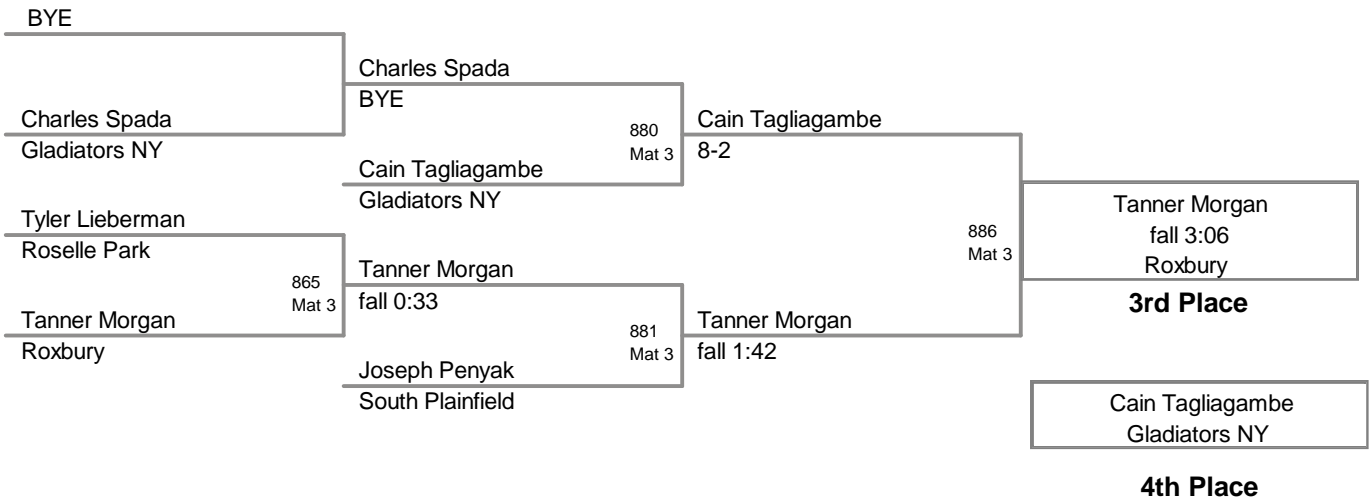 BYE
Charles Spada
Gladiators NY
Tyler Lieberman
Roselle Park
865
Mat 3
Tanner Morgan
Roxbury
Charles Spada
BYE
880
Mat 3
Cain Tagliagambe
Gladiators NY
Tanner Morgan
fall 0:33
881
Mat 3
Joseph Penyak
South Plainfield
Cain Tagliagambe
8-2
886
Mat 3
Tanner Morgan
fall 1:42
Tanner Morgan
fall 3:06
Roxbury
3rd Place
Cain Tagliagambe
Gladiators NY
4th Place